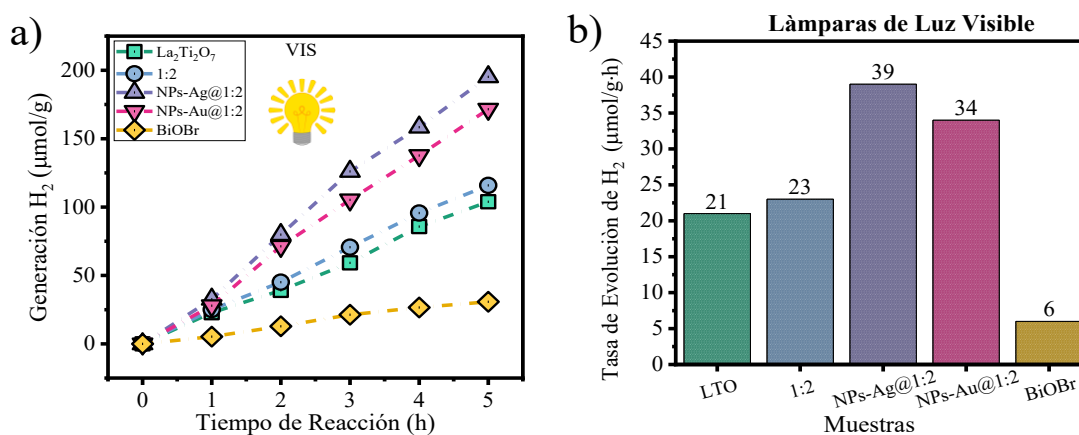 a)
VIS
La₂Ti₂O₇
1:2
NPs-Ag@1:2
NPs-Au@1:2
BiOBr
Generación H₂ (μmol/g)
200
150
100
50
0
0 1 2 3 4 5
Tiempo de Reacción (h)
b)
Làmparas de Luz Visible
Tasa de Evolución de H₂ (μmol/g·h)
45
40
35
30
25
20
15
10
5
0
21
23
39
34
6
LTO
1:2
NPs-Ag@1:2
NPs-Au@1:2
BiOBr
Muestras